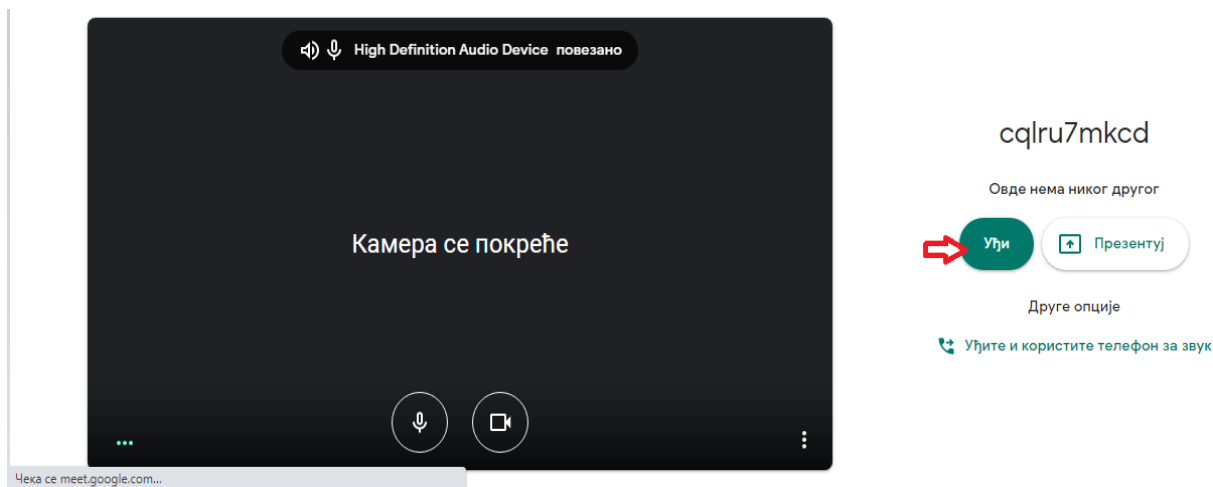 High Definition Audio Device повезано
Камера се покреће
cqlru7mkcd
Овде нема никог другог
Уђи
Презентуј
Друге опције
Уђите и користите телефон за звук
Чека се meet.google.com...